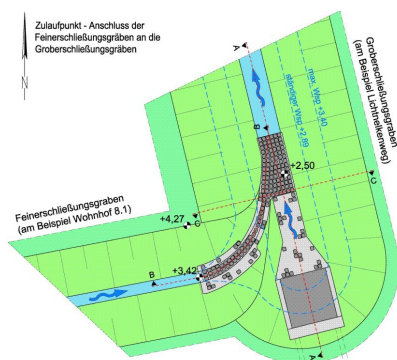 Zulaufpunkt - Anschluss der
Feinerschließungsgräben an die
Groberschließungsgräben
N
Groberschließungsgraben
(am Beispiel Lichtnelkenweg)
A
max. Wsp +3,40
ständiger Wsp +2,89
B
+2,50
C
Feinerschließungsgraben
(am Beispiel Wohnhof 8.1)
+4,27
C
B
+3,42
A